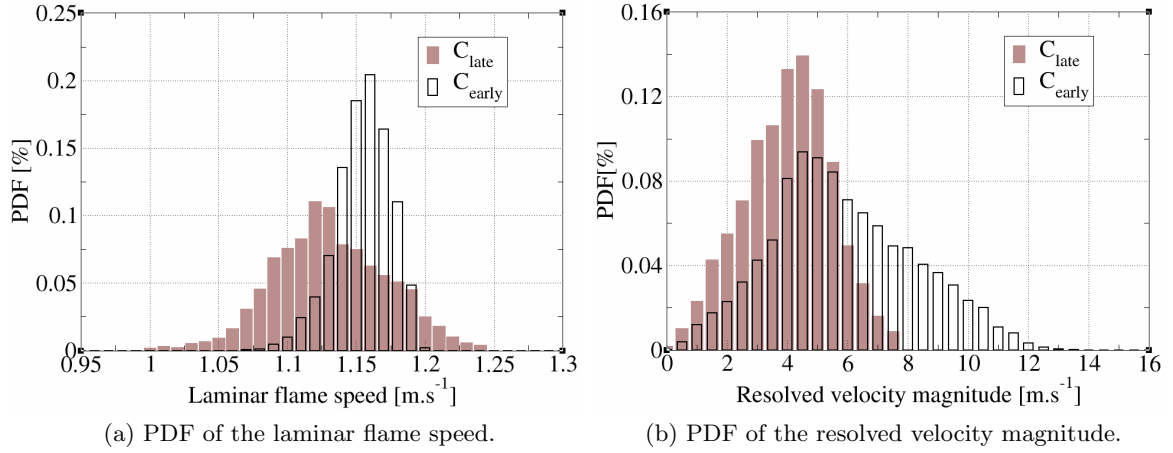 0.25
0.2
0.15
0.1
0.05
0
PDF [%]
C_late
C_early
0.95 1 1.05 1.1 1.15 1.20 1.25 1.3
Laminar flame speed [m.s^-1]
(a) PDF of the laminar flame speed.
0.16
0.12
0.08
0.04
0
PDF[%]
C_late
C_early
0 2 4 6 8 10 12 14 16
Resolved velocity magnitude [m.s^-1]
(b) PDF of the resolved velocity magnitude.